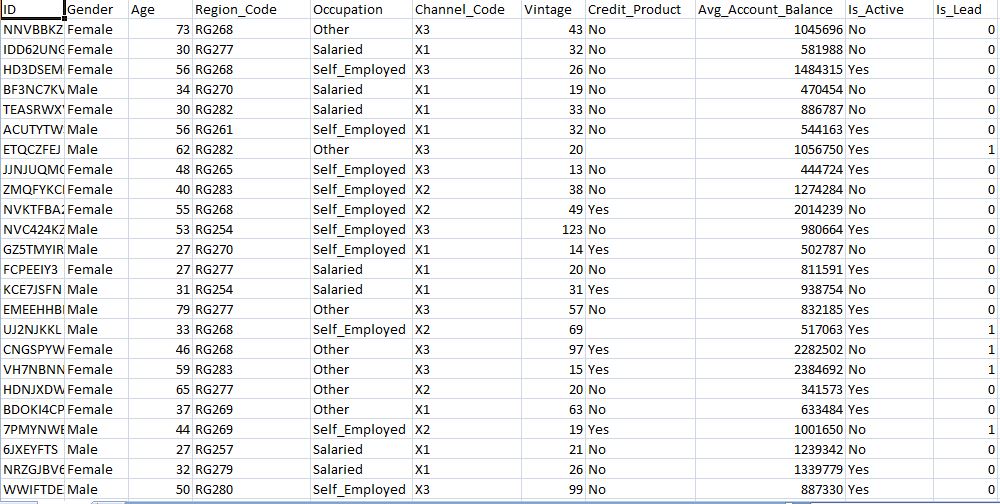 ID Gender Age Region_Code Occupation Channel_Code Vintage Credit_Product Avg_Account_Balance Is_Active Is_Lead
NNVBBKZ Female 73 RG268 Other X3 43 No 1045696 No 0
IDD62UNG Female 30 RG277 Salaried X1 32 No 581988 No 0
HD3DSEM Female 56 RG268 Self_Employed X3 26 No 1484315 Yes 0
BF3NC7KV Male 34 RG270 Salaried X1 19 No 470454 No 0
TEASRWXV Female 30 RG282 Salaried X1 33 No 886787 No 0
ACUTYTW Male 56 RG261 Self_Employed X1 32 No 544163 Yes 0
ETQCZFEJ Male 62 RG282 Other X3 20 1056750 Yes 1
JJNJUQMC Female 48 RG265 Self_Employed X3 13 No 444724 Yes 0
ZMQFYKCI Female 40 RG283 Self_Employed X2 38 No 1274284 No 0
NVKTFBA2 Female 55 RG268 Self_Employed X2 49 Yes 2014239 No 0
NVC424KZ Male 53 RG254 Self_Employed X3 123 No 980664 Yes 0
GZ5TMYIR Male 27 RG270 Self_Employed X1 14 Yes 502787 No 0
FCPEEIY3 Female 27 RG277 Salaried X1 20 No 811591 Yes 0
KCE7JSFN Male 31 RG254 Salaried X1 31 Yes 938754 No 0
EMEEHHB Male 79 RG277 Other X3 57 No 832185 Yes 0
UJ2NJKKL Male 33 RG268 Self_Employed X2 69 517063 Yes 1
CNGSPYW Female 46 RG268 Other X3 97 Yes 2282502 No 1
VH7NBNN Female 59 RG283 Other X3 15 Yes 2384692 No 1
HDNJXDW Female 65 RG277 Other X2 20 No 341573 Yes 0
BDOKI4CP Female 37 RG269 Other X1 63 No 633484 Yes 0
7PMYNWE Male 44 RG269 Self_Employed X2 19 Yes 1001650 No 1
6JXEYFTS Male 27 RG257 Salaried X1 21 No 1239342 No 0
NRZGJBV6 Female 32 RG279 Salaried X1 26 No 1339779 Yes 0
WWIFTDE Male 50 RG280 Self_Employed X3 99 No 887330 Yes 0